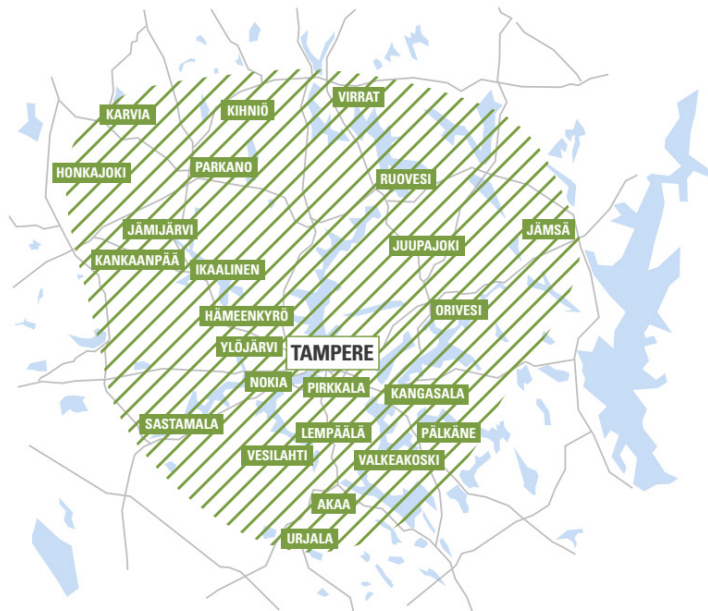 VIRRAT
KARVIA
KIHNIÖ
HONKAJOKI
PARKANO
RUOVESI
JÄMIJÄRVI
JÄMSÄ
JUUPAJOKI
KANKAANPÄÄ
IKAALINEN
ORIVESI
HÄMEENKYRÖ
YLÖJÄRVI
TAMPERE
NOKIA
PIRKKALA
KANGASALA
SASTAMALA
LEMPÄÄLÄ
PÄLKÄNE
VESILAHTI
VALKEAKOSKI
AKAA
URJALA